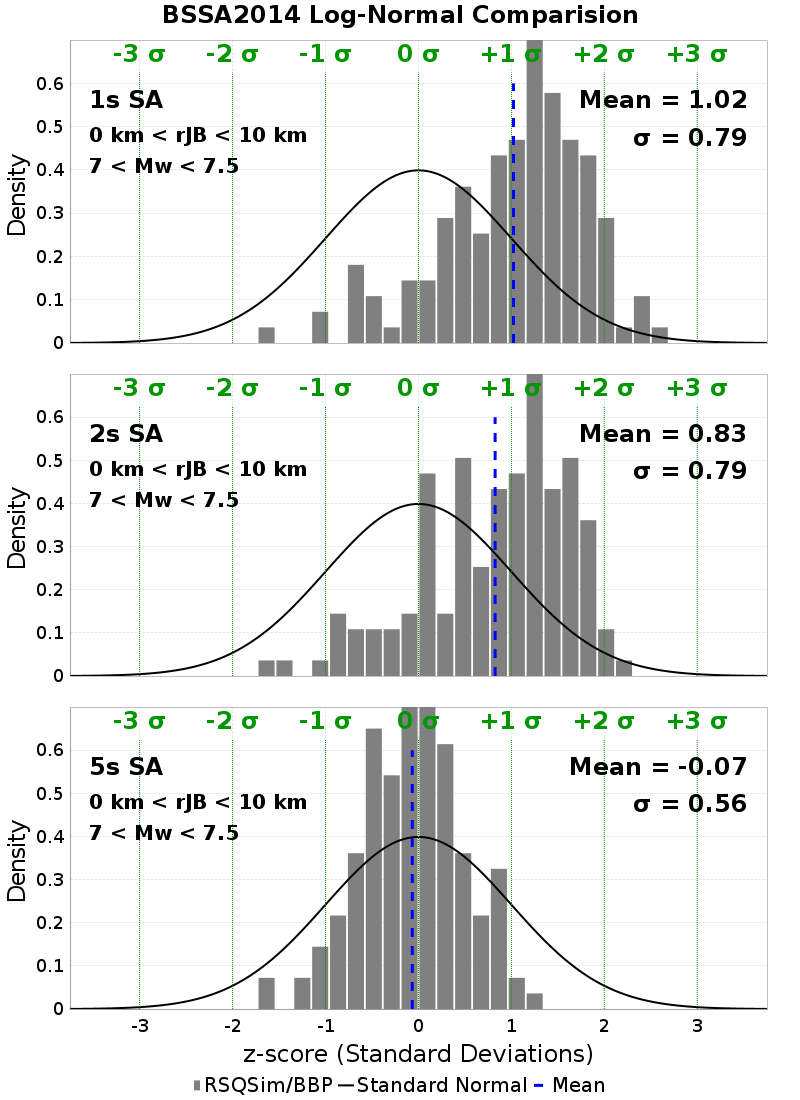 BSSA2014 Log-Normal Comparision
-3 σ -2 σ -1 σ 0 σ +1 σ +2 σ +3 σ
1s SA
0 km < rJB < 10 km
7 < Mw < 7.5
Mean = 1.02
σ = 0.79
Density
0.6
0.5
0.4
0.3
0.2
0.1
0
-3 σ -2 σ -1 σ 0 σ +1 σ +2 σ +3 σ
2s SA
0 km < rJB < 10 km
7 < Mw < 7.5
Mean = 0.83
σ = 0.79
Density
0.6
0.5
0.4
0.3
0.2
0.1
0
-3 σ -2 σ -1 σ 0 σ +1 σ +2 σ +3 σ
5s SA
0 km < rJB < 10 km
7 < Mw < 7.5
Mean = -0.07
σ = 0.56
Density
0.6
0.5
0.4
0.3
0.2
0.1
0
-3 -2 -1 0 1 2 3
z-score (Standard Deviations)
RSQSim/BBP Standard Normal Mean